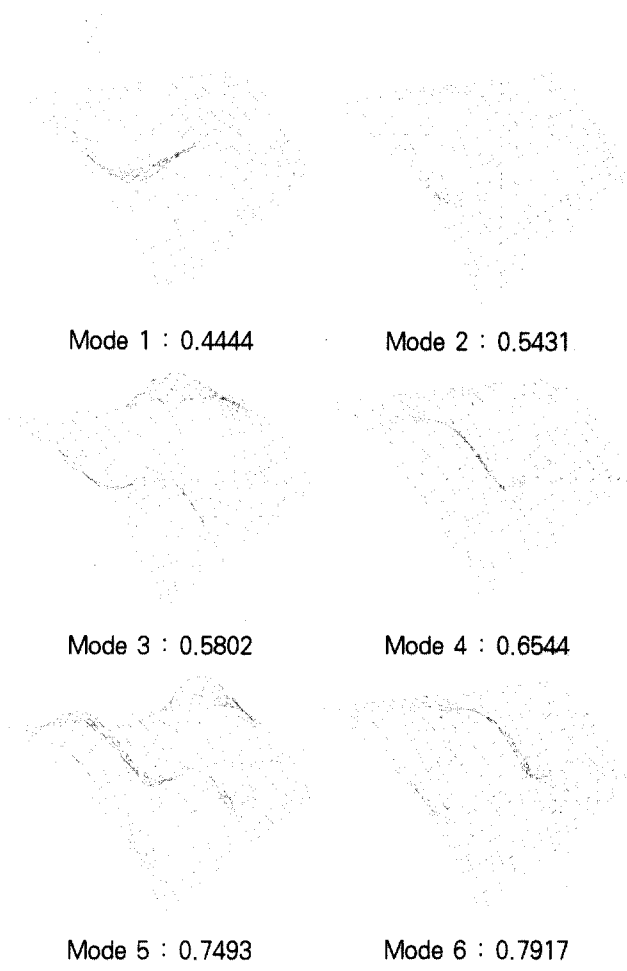 Mode 1 : 0.4444
Mode 2 : 0.5431
Mode 3 : 0.5802
Mode 4 : 0.6544
Mode 5 : 0.7493
Mode 6 : 0.7917